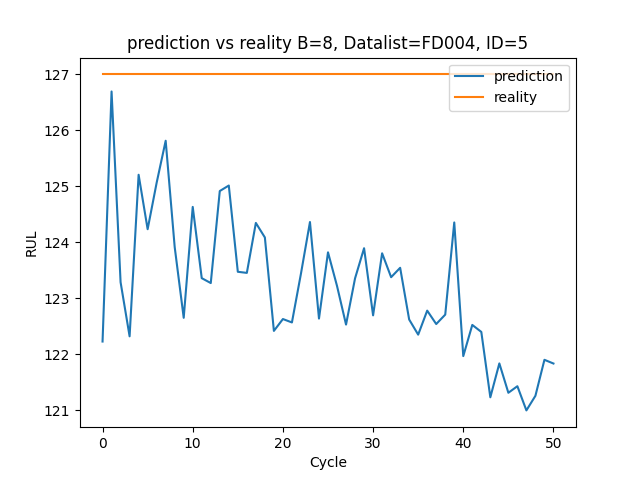 prediction vs reality B=8, Datalist=FD004, ID=5
127
126
125
124
123
122
121
RUL
prediction
reality
0 10 20 30 40 50
Cycle